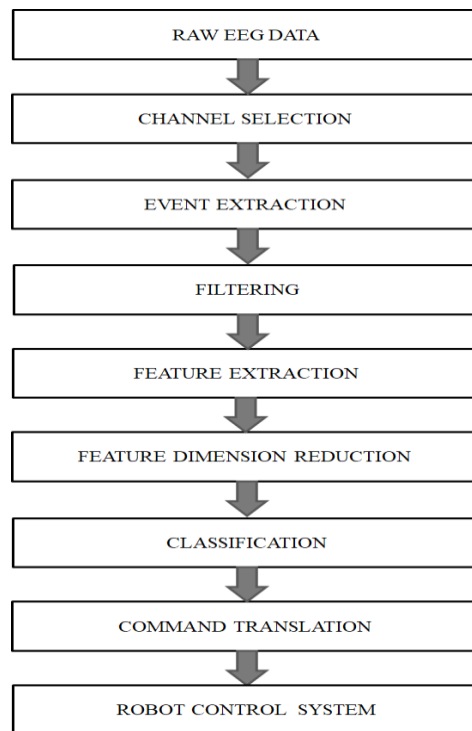 RAW EEG DATA
CHANNEL SELECTION
EVENT EXTRACTION
FILTERING
FEATURE EXTRACTION
FEATURE DIMENSION REDUCTION
CLASSIFICATION
COMMAND TRANSLATION
ROBOT CONTROL SYSTEM